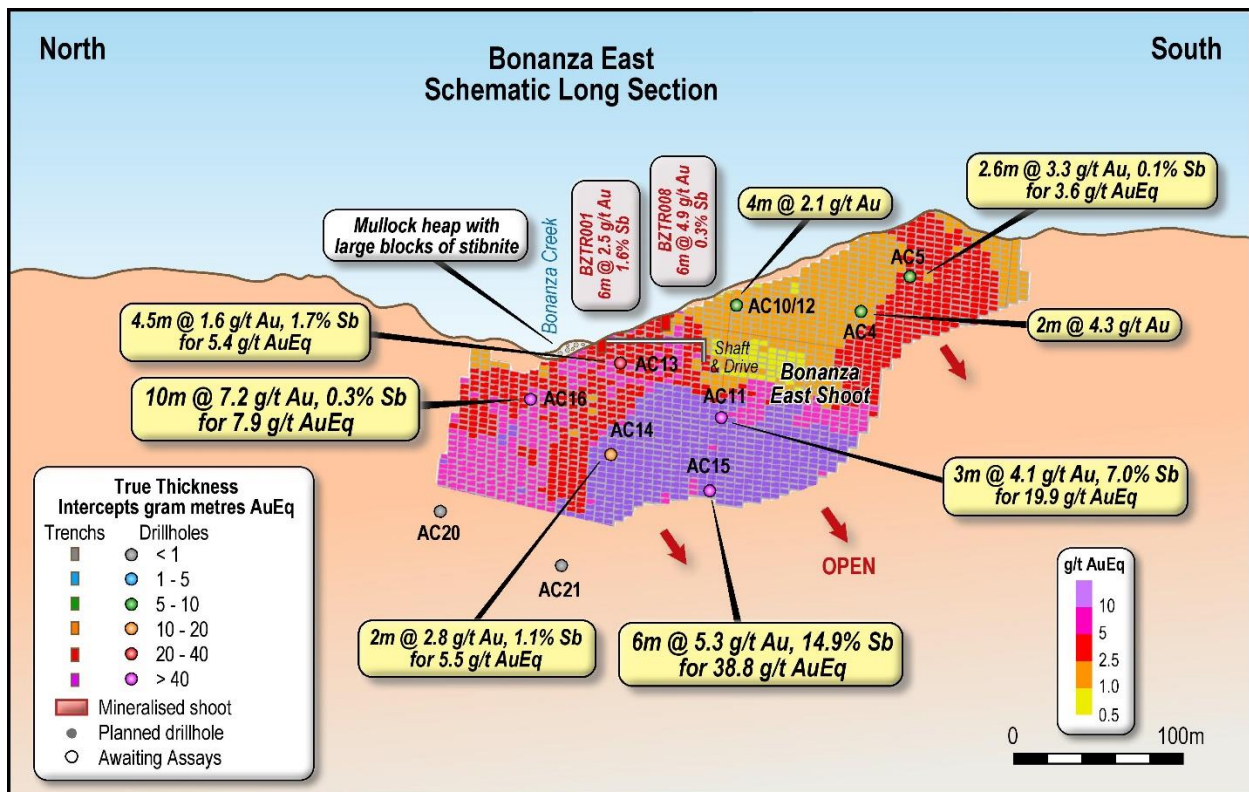 North
Bonanza East
Schematic Long Section
South
2.6m @ 3.3 g/t Au, 0.1% Sb
for 3.6 g/t AuEq
BZTR001
6m @ 2.5 g/t Au
1.6% Sb
BZTR008
6m @ 4.9 g/t Au
0.3% Sb
4m @ 2.1 g/t Au
Mullock heap with
large blocks of stibnite
Bonanza Creek
AC5
AC10/12
AC4
2m @ 4.3 g/t Au
4.5m @ 1.6 g/t Au, 1.7% Sb
for 5.4 g/t AuEq
Shaft
& Drive
AC13
Bonanza
East Shoot
10m @ 7.2 g/t Au, 0.3% Sb
for 7.9 g/t AuEq
AC16
AC11
AC14
AC15
3m @ 4.1 g/t Au, 7.0% Sb
for 19.9 g/t AuEq
AC20
AC21
OPEN
2m @ 2.8 g/t Au, 1.1% Sb
for 5.5 g/t AuEq
6m @ 5.3 g/t Au, 14.9% Sb
for 38.8 g/t AuEq
True Thickness
Intercepts gram metres AuEq
Trenchs Drillholes
< 1
1 - 5
5 - 10
10 - 20
20 - 40
> 40
Mineralised shoot
Planned drillhole
Awaiting Assays
g/t AuEq
10
5
2.5
1.0
0.5
0 100m